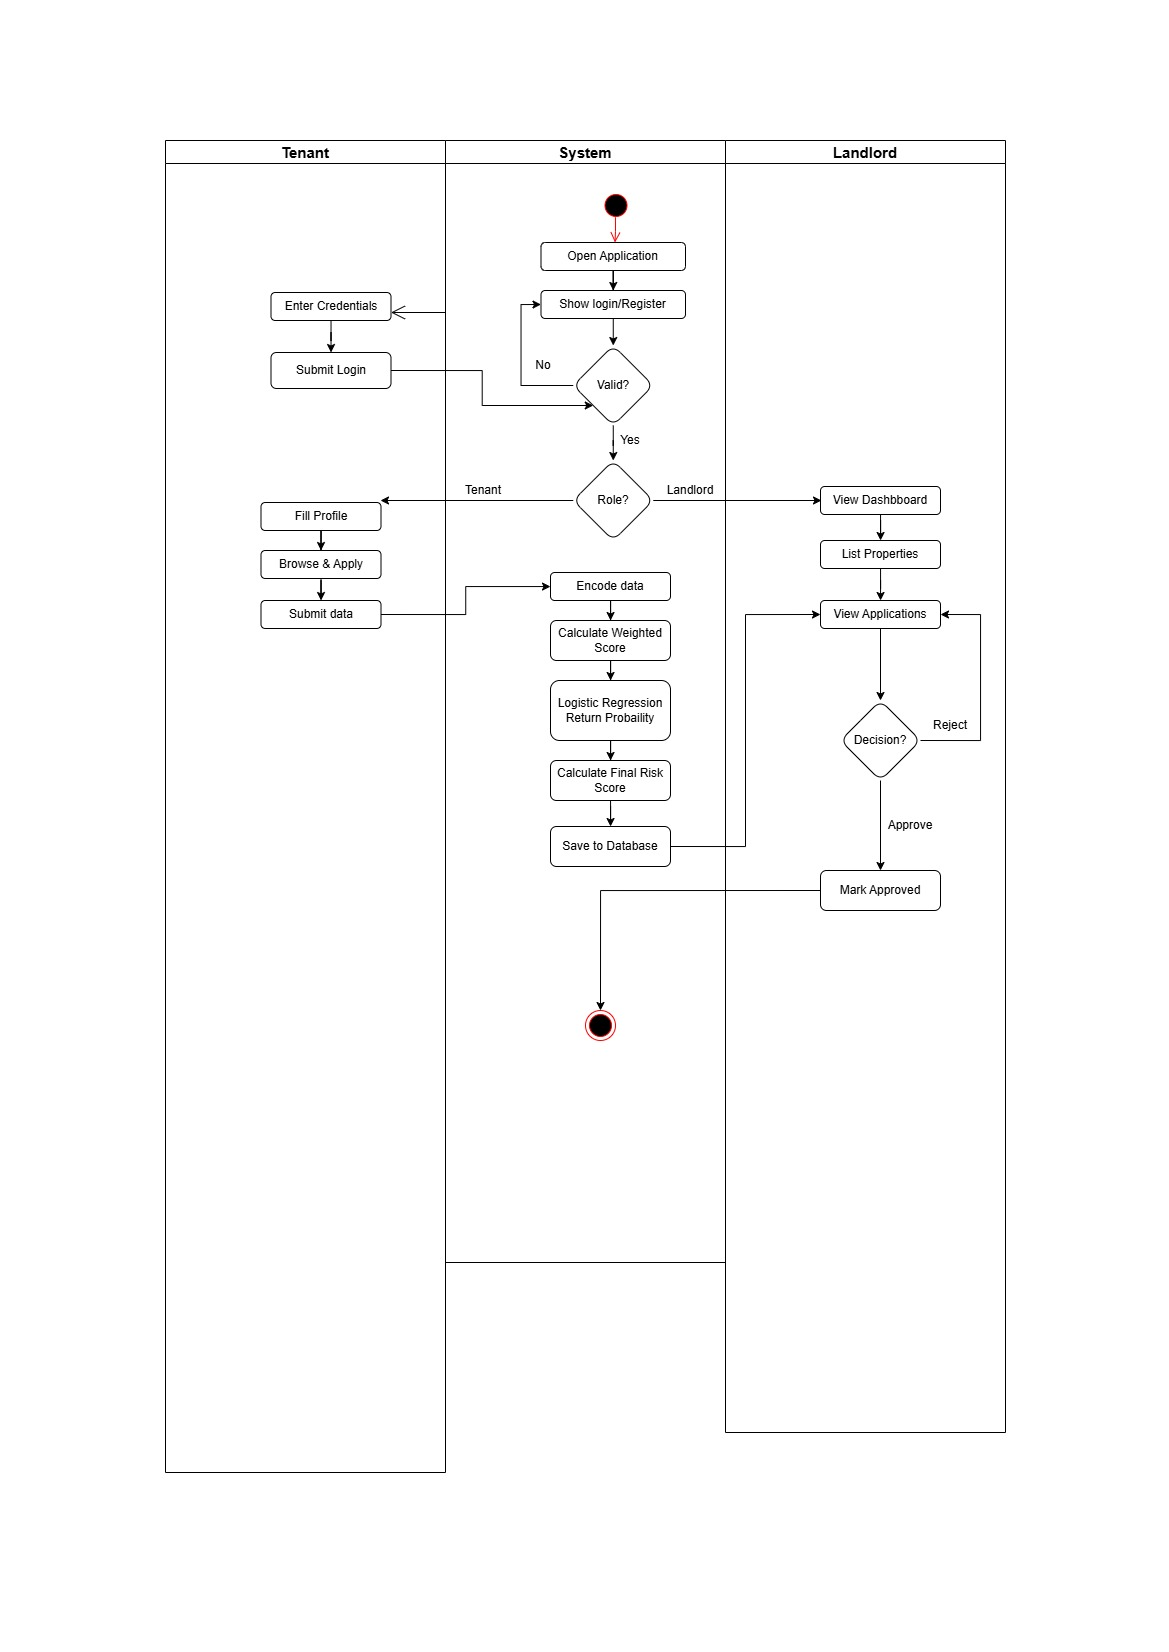 Tenant
System
Landlord
Open Application
Enter Credentials
Show login/Register
Submit Login
No
Valid?
Yes
Tenant
Role?
Landlord
View Dashbboard
Fill Profile
List Properties
Browse & Apply
Encode data
Submit data
View Applications
Calculate Weighted
Score
Logistic Regression
Return Probaility
Reject
Decision?
Calculate Final Risk
Score
Approve
Save to Database
Mark Approved